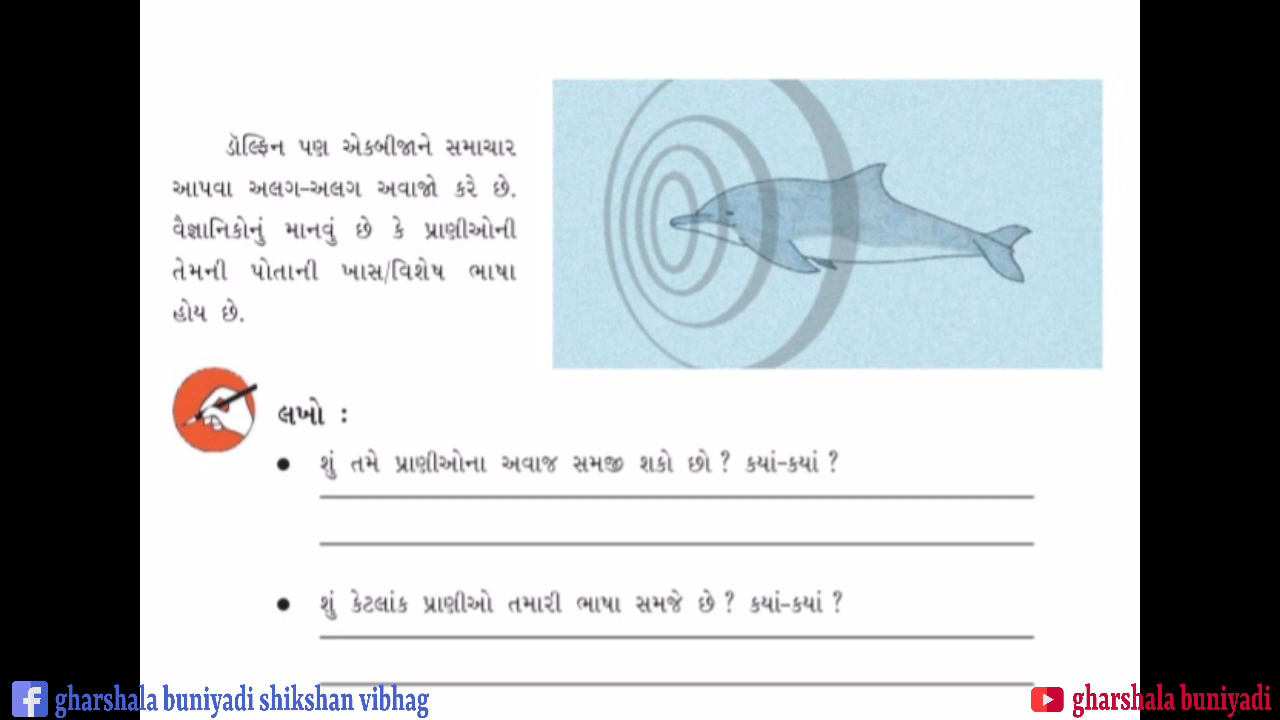 ડૉલ્ફિન પણ એકબીજાને સમાચાર
આપવા અલગ-અલગ અવાજો કરે છે.
વૈજ્ઞાનિકોનું માનવું છે કે પ્રાણીઓની
તેમની પોતાની ખાસ/વિશેષ ભાષા
હોય છે.
લખો :
● શું તમે પ્રાણીઓના અવાજ સમજી શકો છો ? કયાં-કયાં ?
● શું કેટલાંક પ્રાણીઓ તમારી ભાષા સમજે છે ? કયાં-કયાં ?
gharshala buniyadi shikshan vibhag
gharshala buniyadi